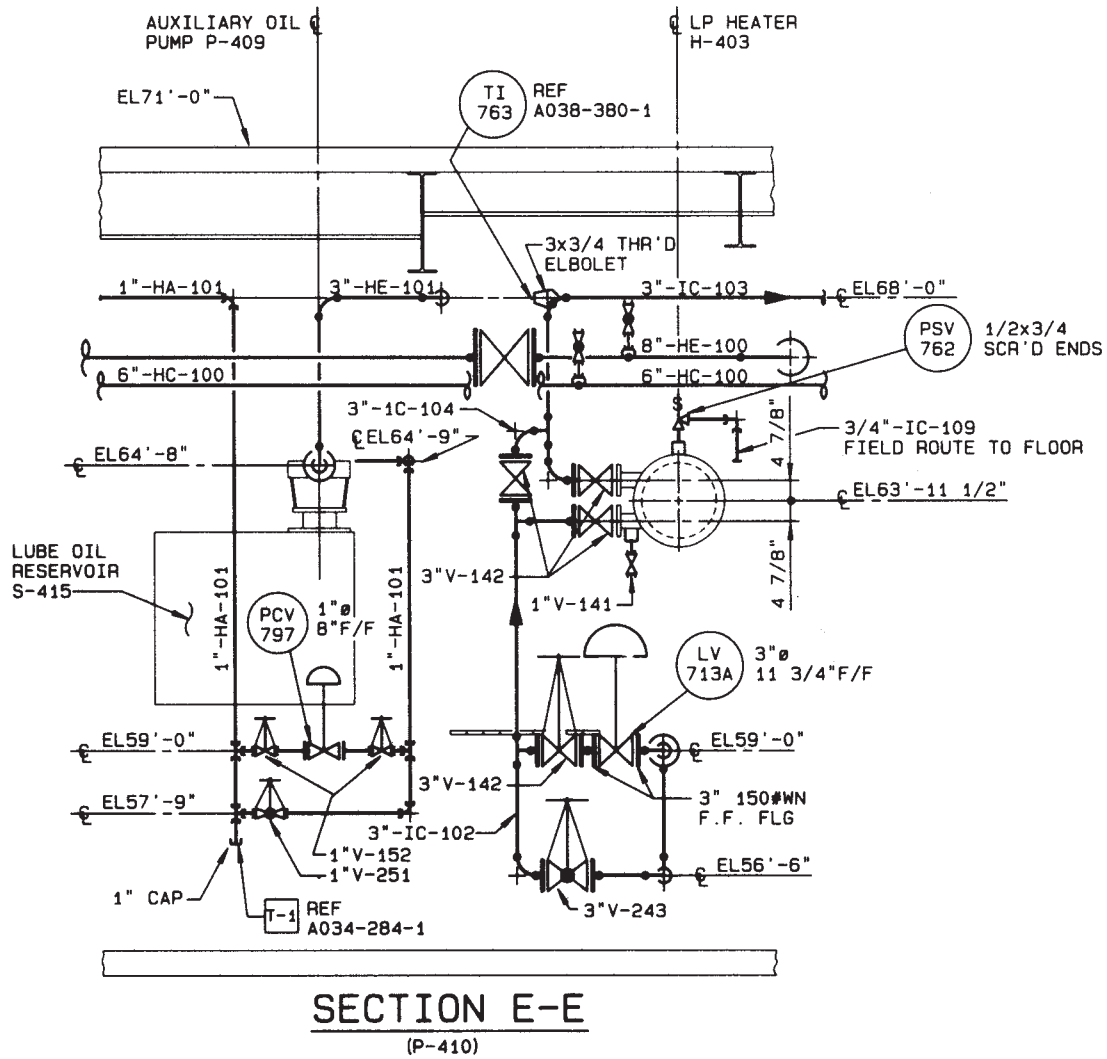 AUXILIARY OIL ℄
PUMP P-409
℄ LP HEATER
H-403
EL71'-0"
TI
763
REF
A038-380-1
3x3/4 THR'D
ELBOLET
1"-HA-101
3"-HE-101
3"-IC-103
℄ EL68'-0"
PSV
762
1/2x3/4
SCR'D ENDS
8"-HE-100
6"-HC-100
6"-HC-100
3"-1C-104
S
3/4"-IC-109
FIELD ROUTE TO FLOOR
4 7/8"
℄ EL64'-9"
℄ EL64'-8"
℄ EL63'-11 1/2"
4 7/8"
LUBE OIL
RESERVOIR
S-415
3"V-142
1"V-141
1"-HA-101
PCV
797
1"ø
8"F/F
1"-HA-101
LV
713A
3"ø
11 3/4"F/F
℄ EL59'-0"
℄ EL59'-0"
3"V-142
3" 150#WN
F.F. FLG
℄ EL57'-9"
3"-IC-102
1"V-152
1"V-251
℄ EL56'-6"
1" CAP
T-1
REF
A034-284-1
3"V-243
SECTION E-E
(P-410)